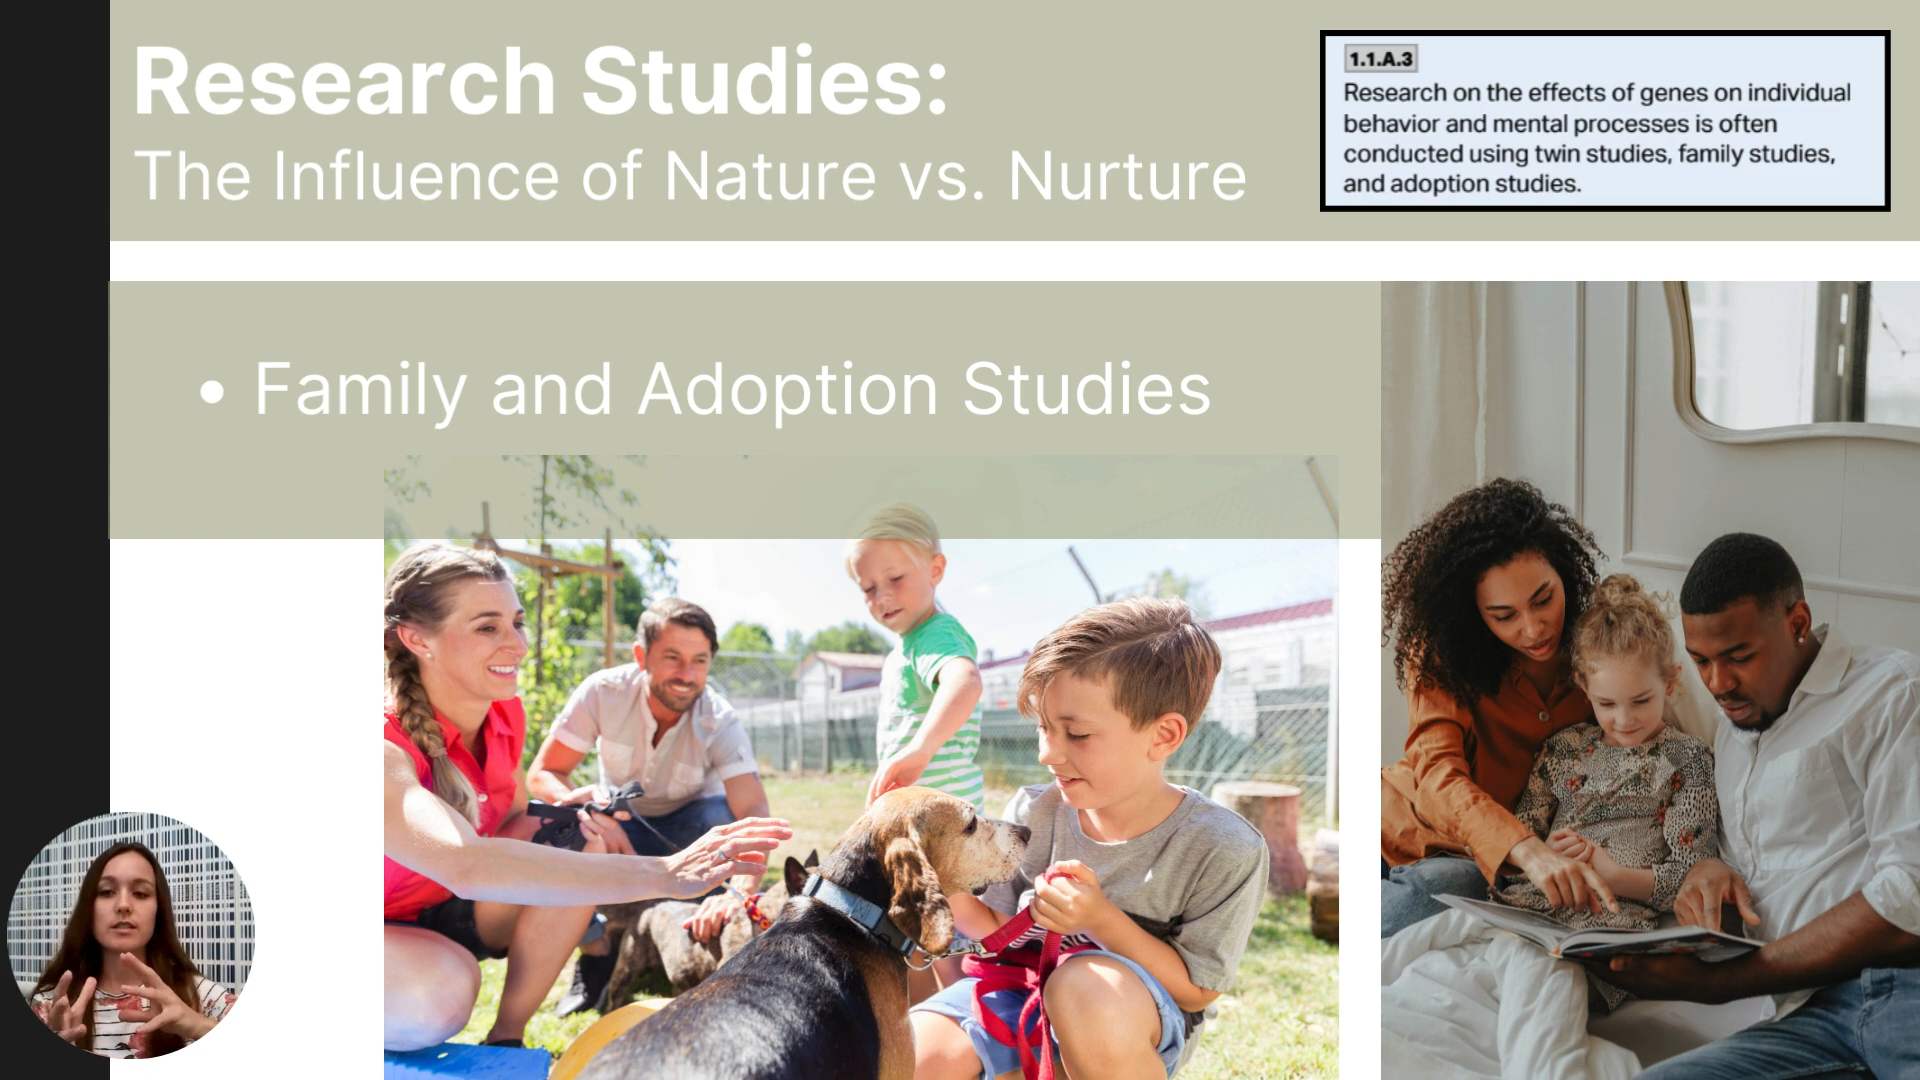 Research Studies:
The Influence of Nature vs. Nurture
1.1.A.3
Research on the effects of genes on individual
behavior and mental processes is often
conducted using twin studies, family studies,
and adoption studies.
• Family and Adoption Studies